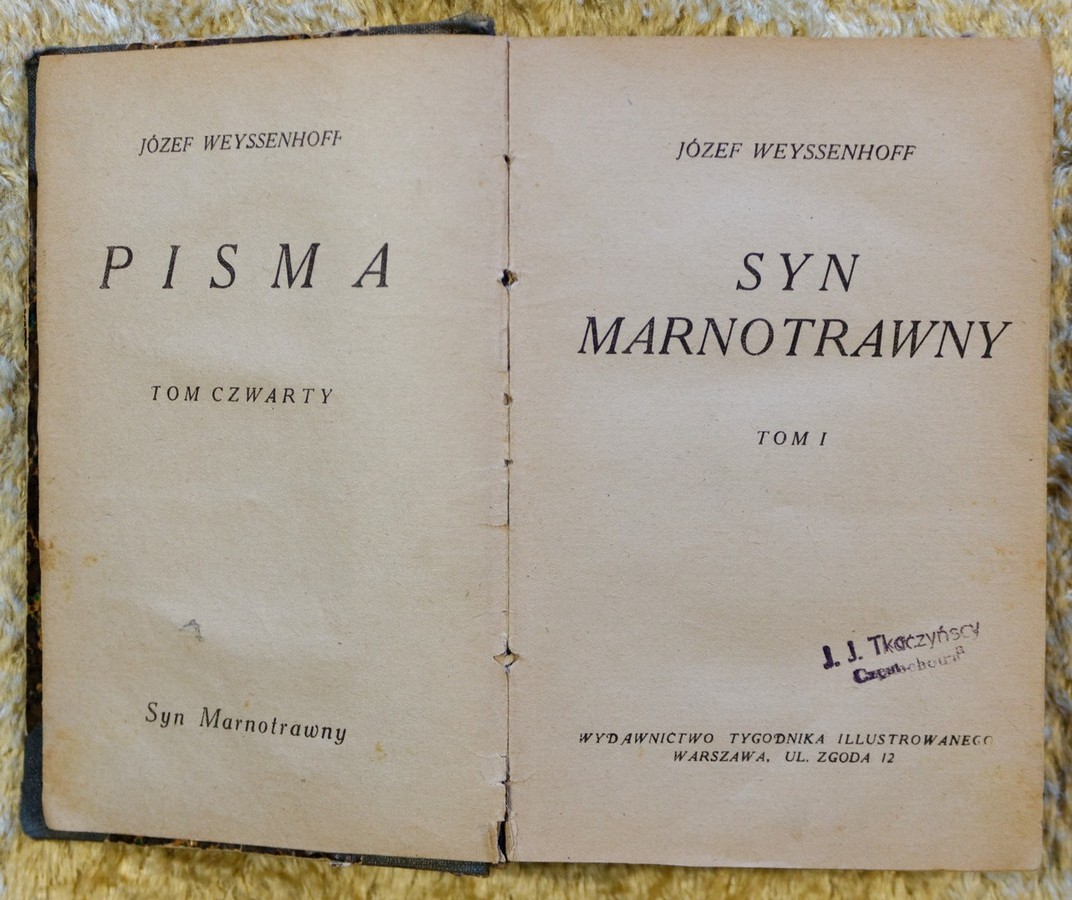 JÓZEF WEYSSENHOFF
PISMA
TOM CZWARTY
Syn Marnotrawny
JÓZEF WEYSSENHOFF
SYN
MARNOTRAWNY
TOM I
J. J. Tkaczyńscy
WYDAWNICTWO TYGODNIKA ILLUSTROWANEGO
WARSZAWA, UL. ZGODA 12